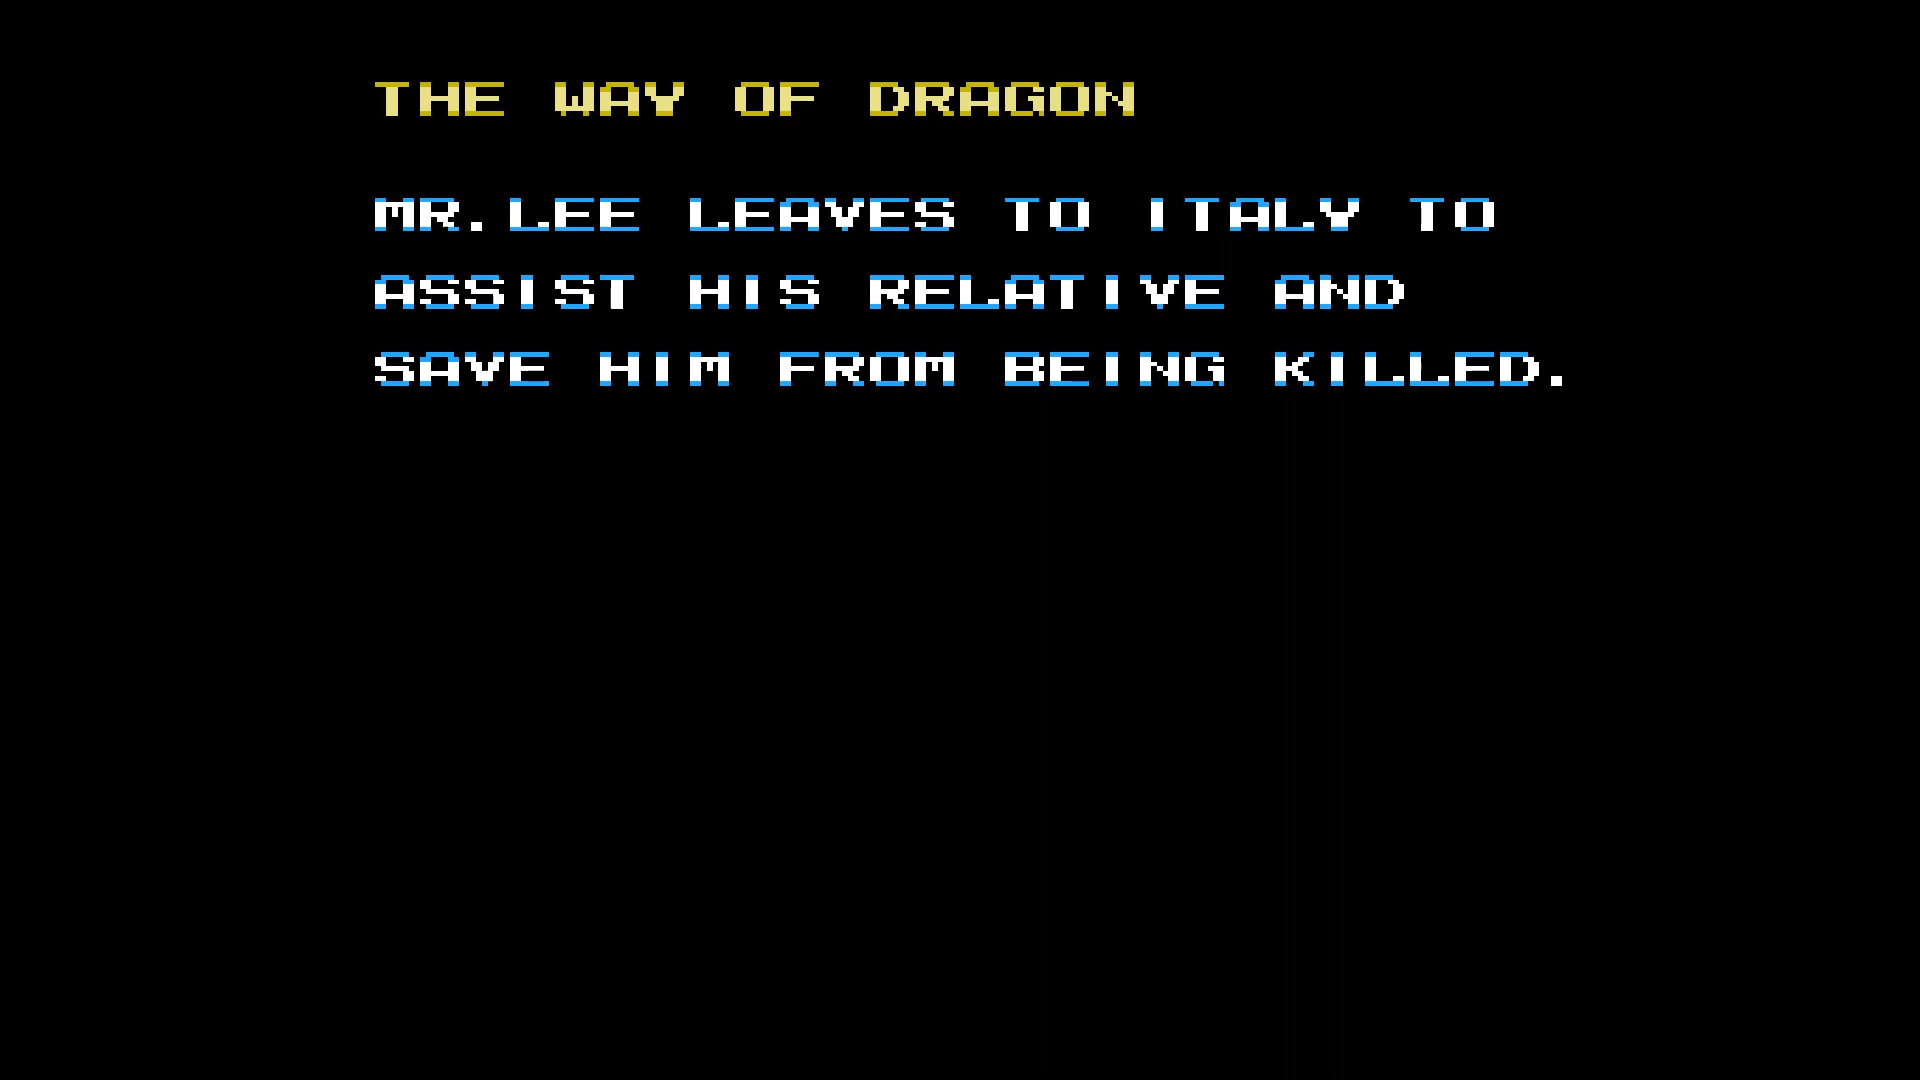 THE WAY OF DRAGON
MR.LEE LEAVES TO ITALY TO
ASSIST HIS RELATIVE AND
SAVE HIM FROM BEING KILLED.